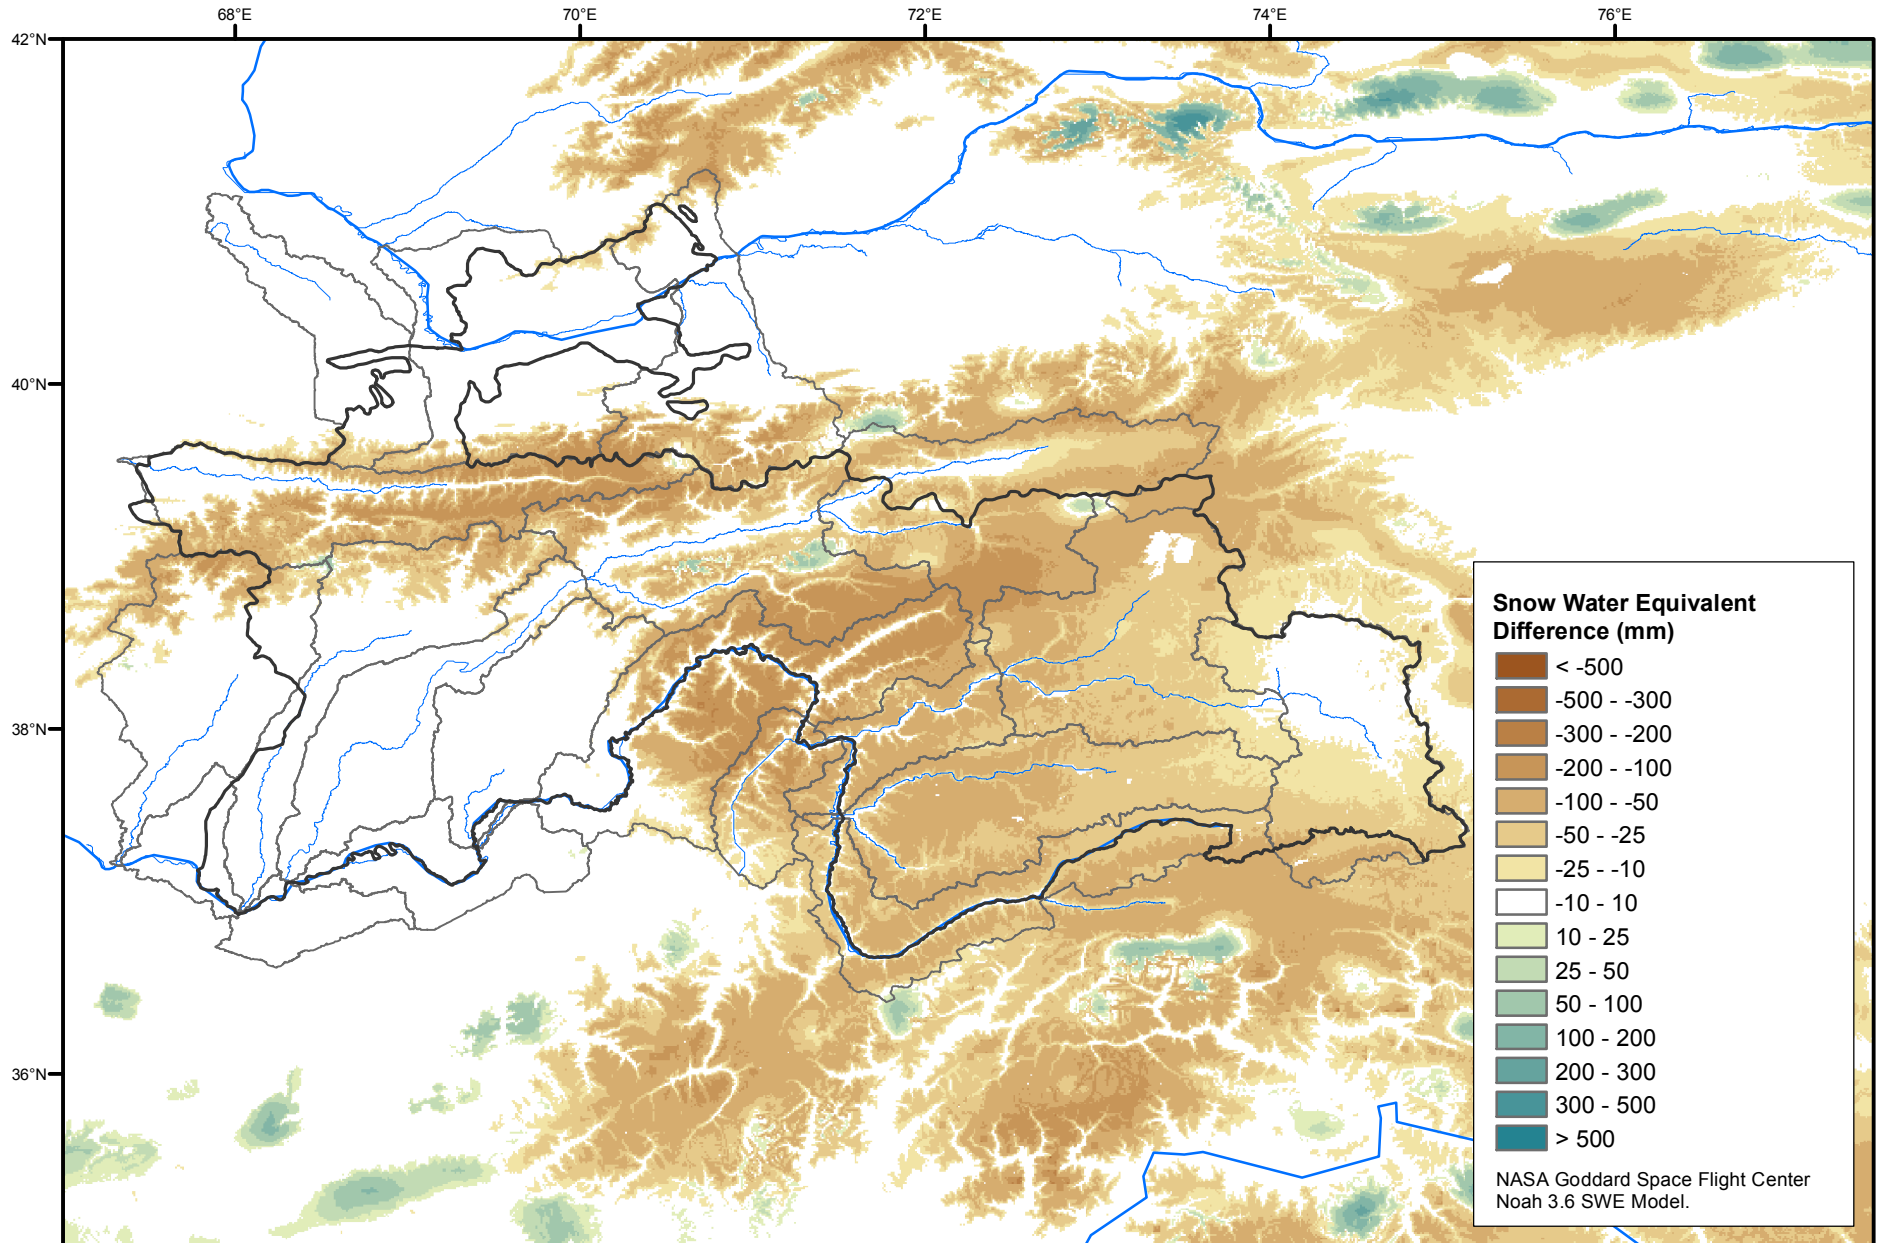 68°E 70°E 72°E 74°E 76°E
42°N
40°N
38°N
36°N
Snow Water Equivalent
Difference (mm)
< -500
-500 - -300
-300 - -200
-200 - -100
-100 - -50
-50 - -25
-25 - -10
-10 - 10
10 - 25
25 - 50
50 - 100
100 - 200
200 - 300
300 - 500
> 500
NASA Goddard Space Flight Center
Noah 3.6 SWE Model.